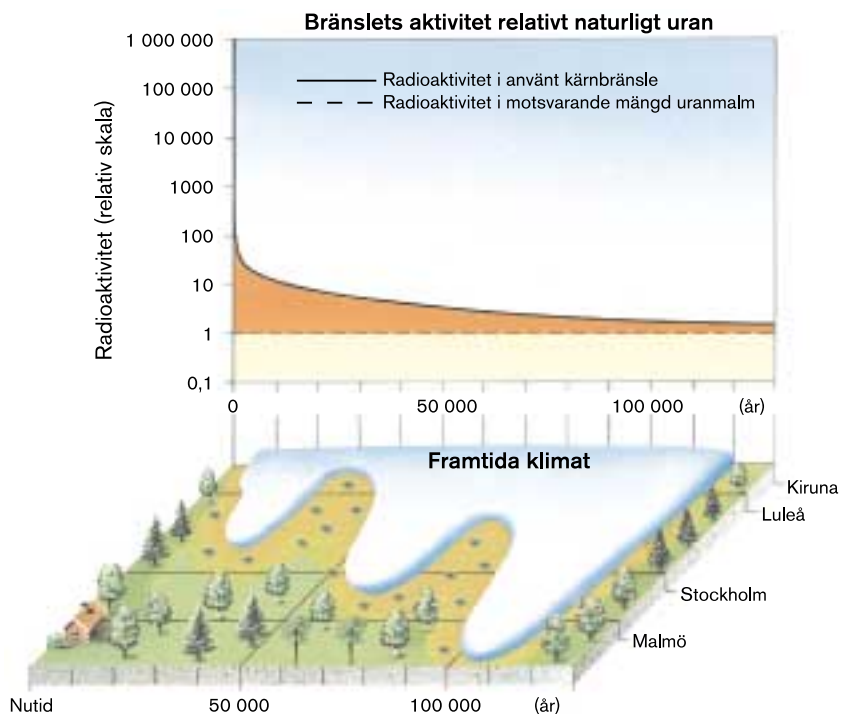 Bränslets aktivitet relativt naturligt uran
1 000 000
100 000
10 000
1000
100
10
1
0,1
Radioaktivitet (relativ skala)
Radioaktivitet i använt kärnbränsle
Radioaktivitet i motsvarande mängd uranmalm
0 50 000 100 000 (år)
Framtida klimat
Kiruna
Luleå
Stockholm
Malmö
Nutid 50 000 100 000 (år)